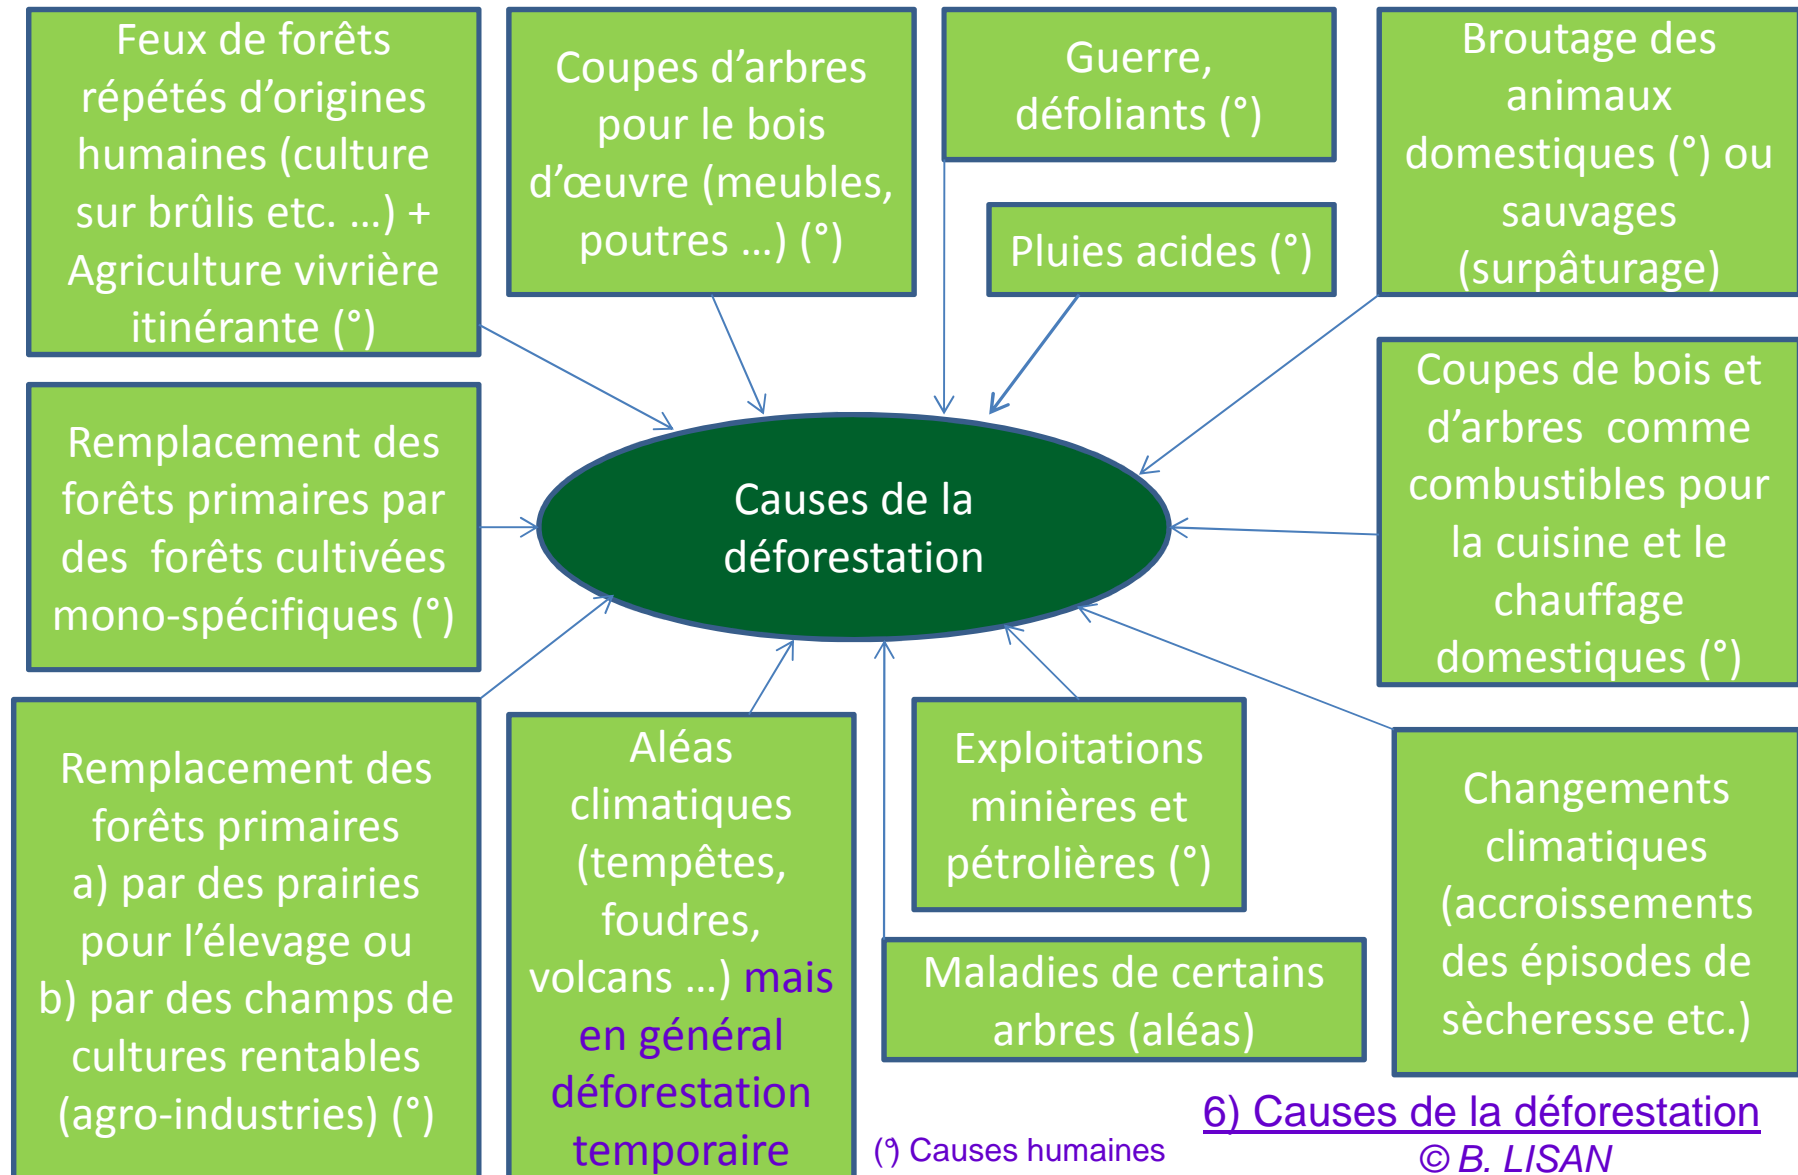 Feux de forêts
répétés d’origines
humaines (culture
sur brûlis etc. …) +
Agriculture vivrière
itinérante (°)
Coupes d’arbres
pour le bois
d’œuvre (meubles,
poutres …) (°)
Guerre,
défoliants (°)
Pluies acides (°)
Broutage des
animaux
domestiques (°) ou
sauvages
(surpâturage)
Remplacement des
forêts primaires par
des forêts cultivées
mono-spécifiques (°)
Causes de la
déforestation
Coupes de bois et
d’arbres comme
combustibles pour
la cuisine et le
chauffage
domestiques (°)
Remplacement des
forêts primaires
a) par des prairies
pour l’élevage ou
b) par des champs de
cultures rentables
(agro-industries) (°)
Aléas
climatiques
(tempêtes,
foudres,
volcans …) mais
en général
déforestation
temporaire
Exploitations
minières et
pétrolières (°)
Maladies de certains
arbres (aléas)
Changements
climatiques
(accroissements
des épisodes de
sècheresse etc.)
(°) Causes humaines
6) Causes de la déforestation
© B. LISAN